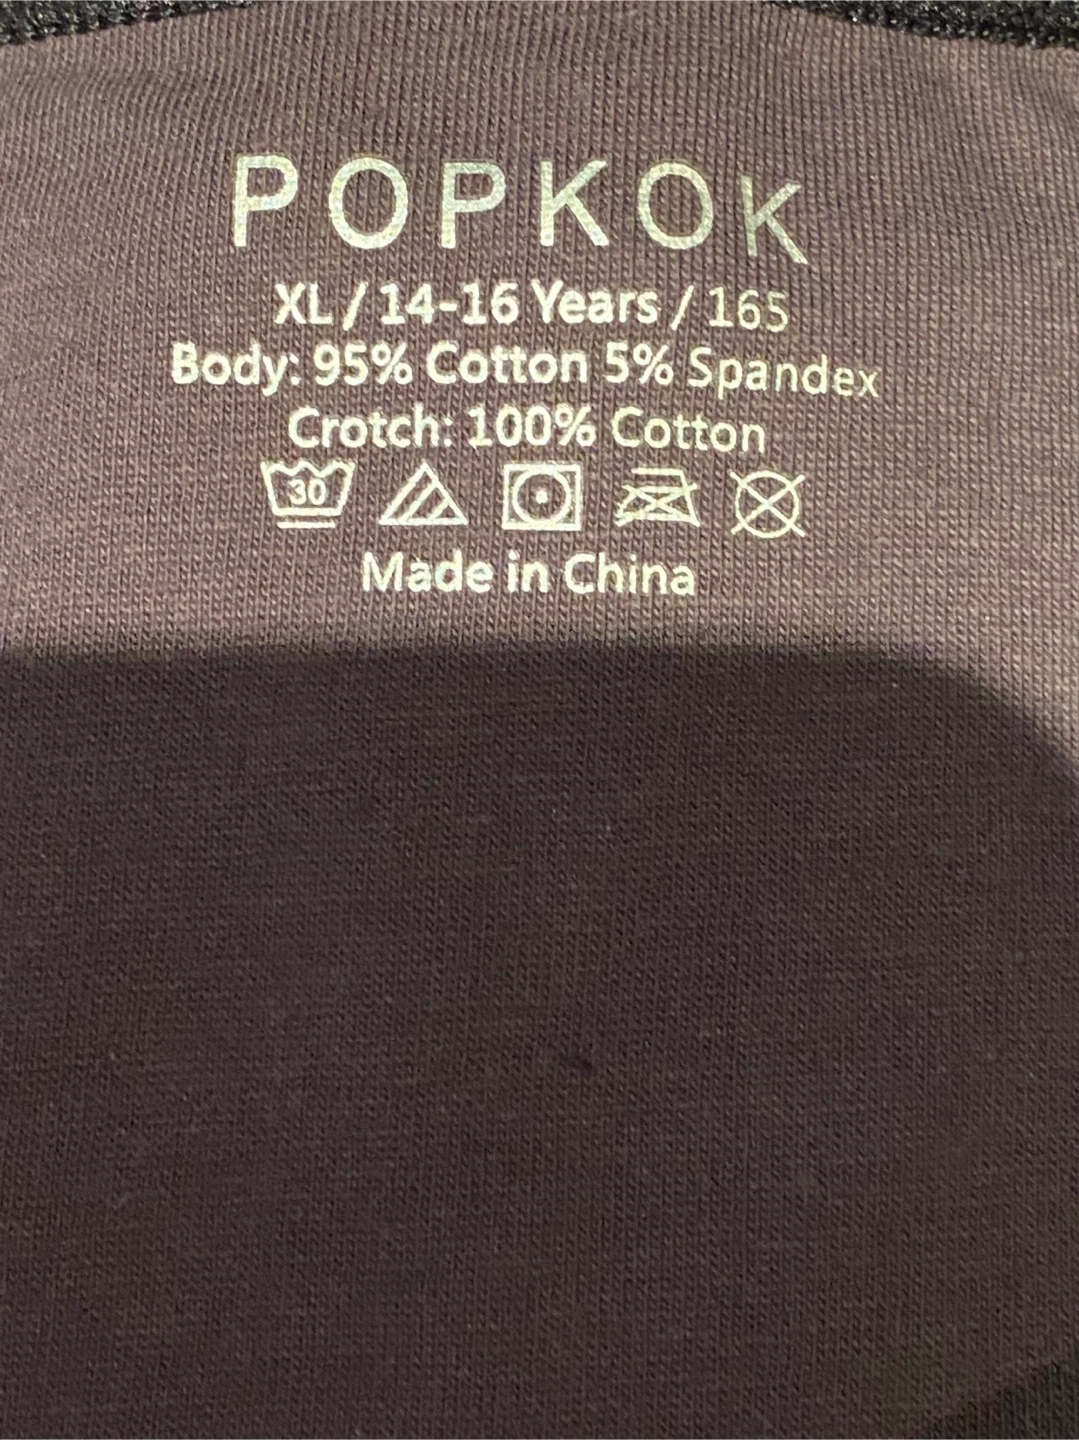 POPKOK
XL / 14-16 Years / 165
Body: 95% Cotton 5% Spandex
Crotch: 100% Cotton
30
Made in China